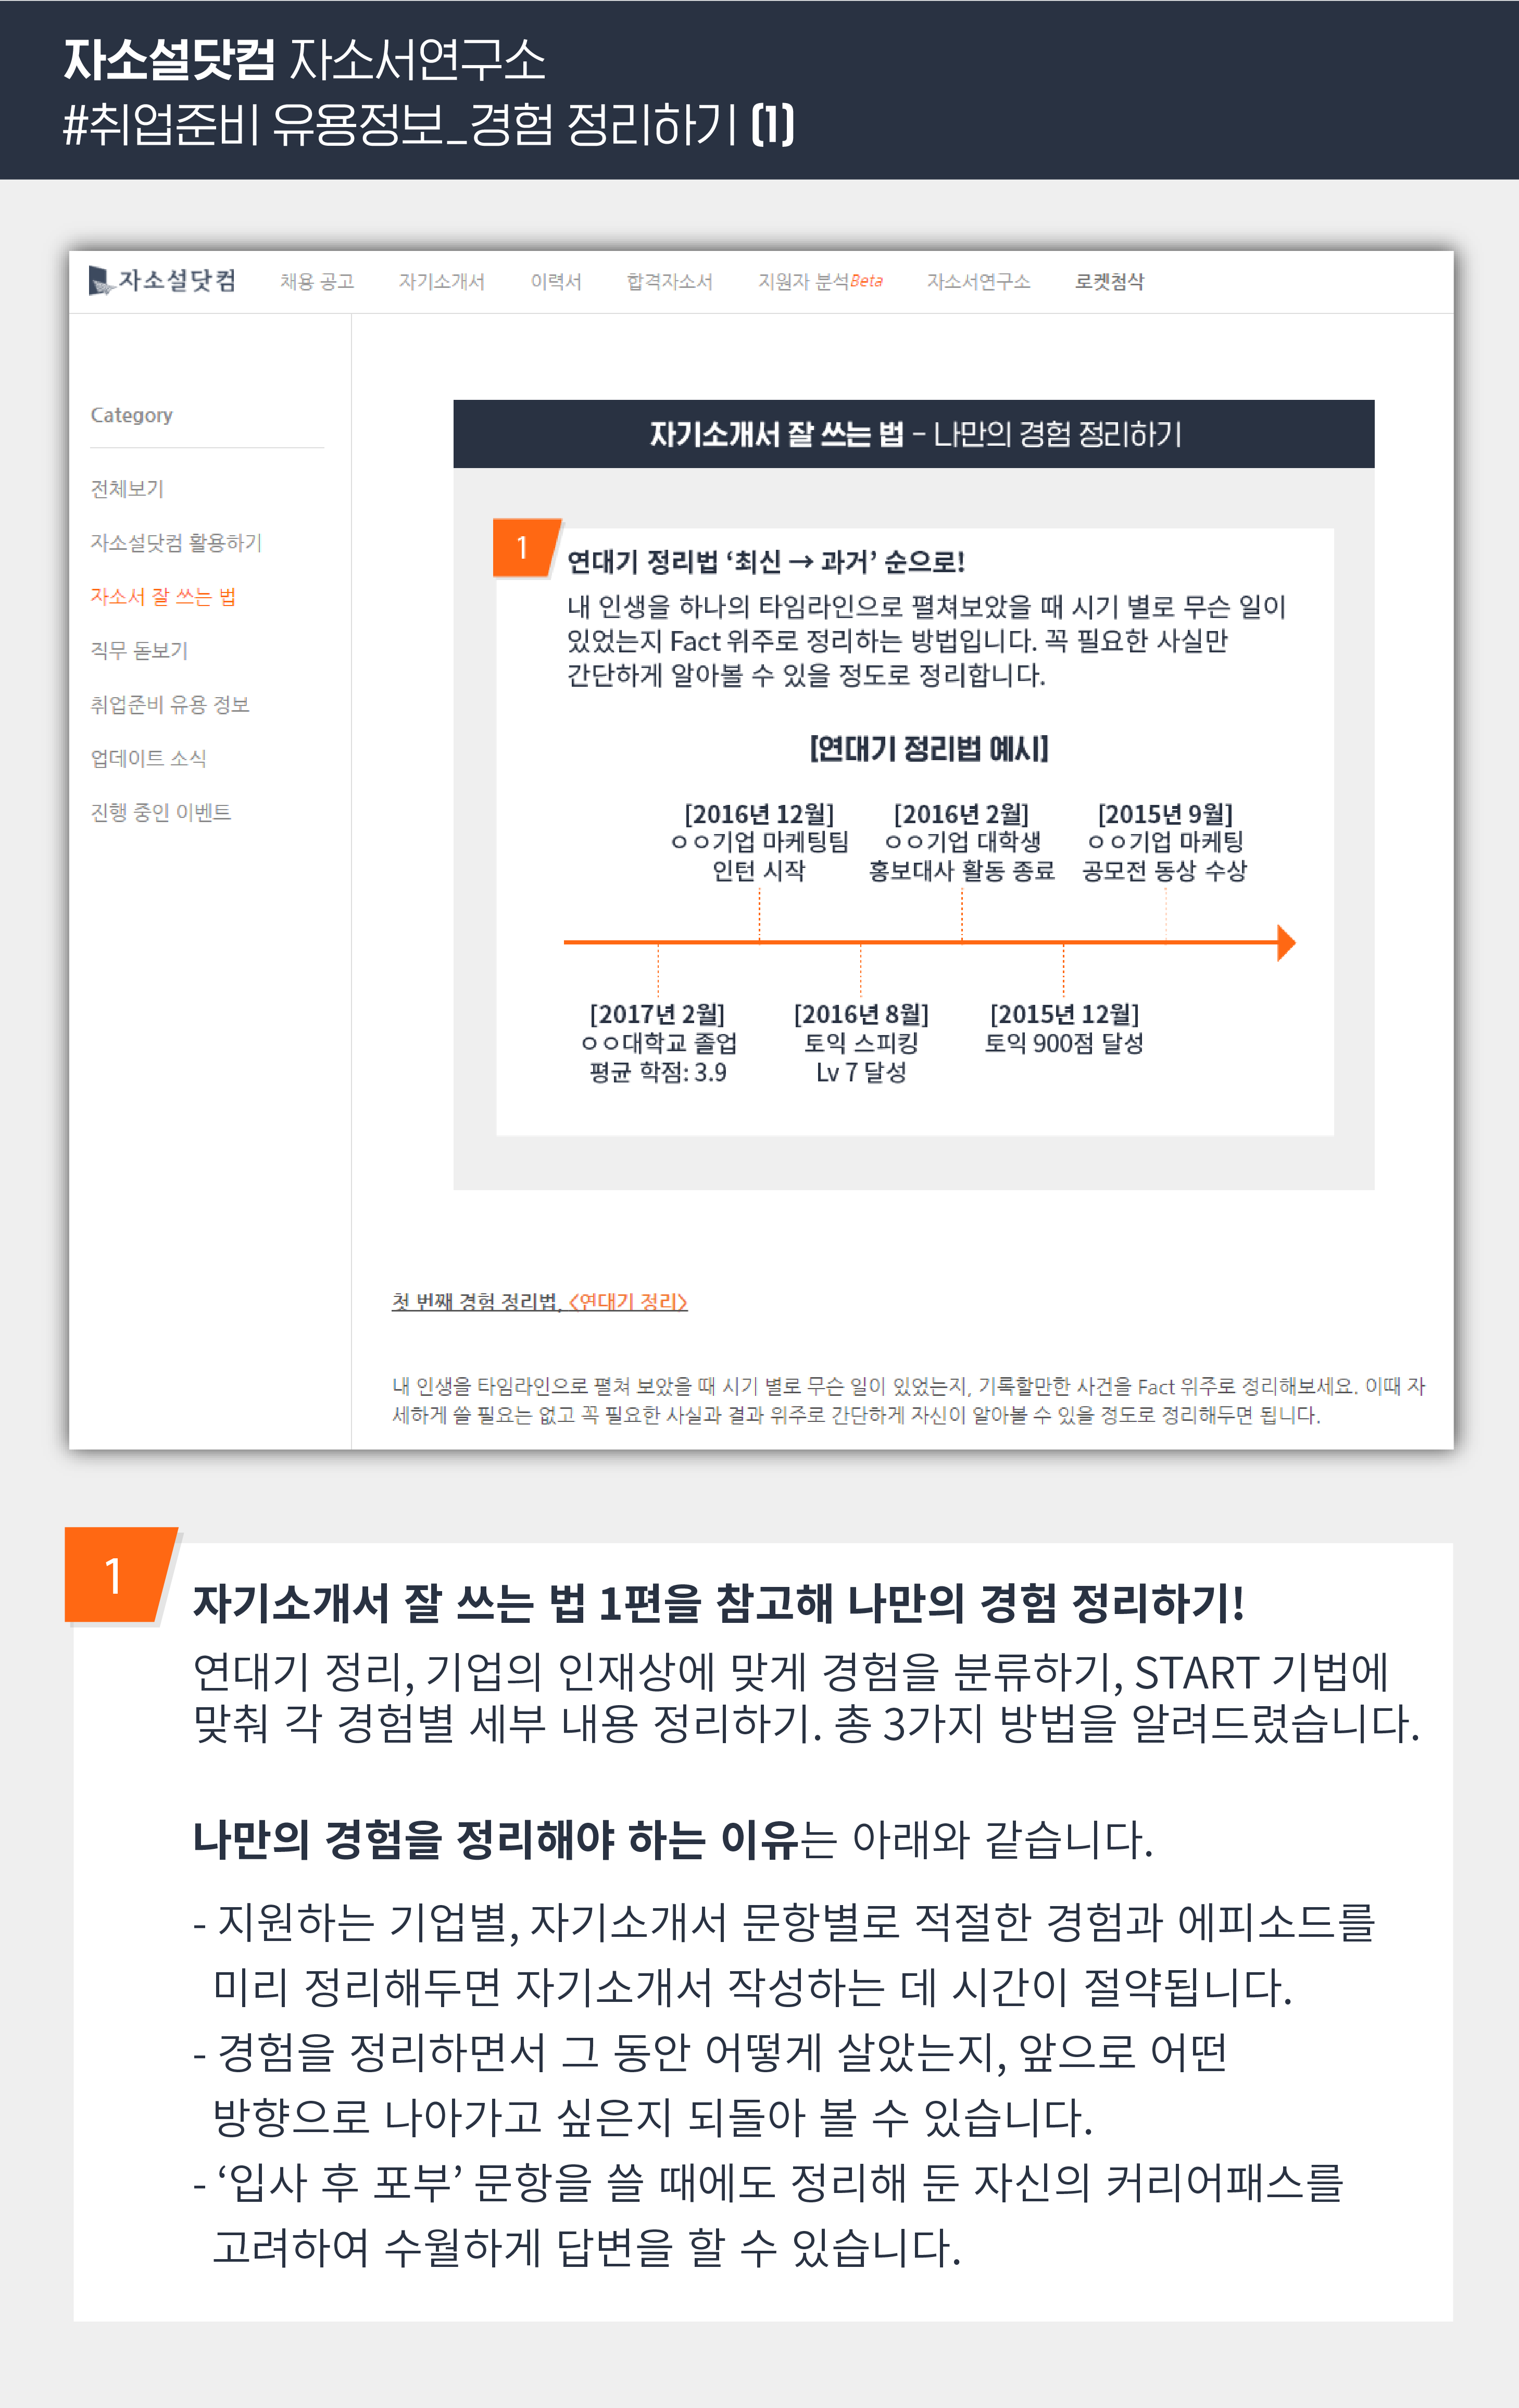 자소설닷컴 자소서연구소
#취업준비 유용정보_경험 정리하기 (1)
자소설닷컴 채용 공고 자기소개서 이력서 합격자소서 지원자 분석Beta 자소서연구소 로켓첨삭
Category
전체보기
자소설닷컴 활용하기
자소서 잘 쓰는 법
직무 돋보기
취업준비 유용 정보
업데이트 소식
진행 중인 이벤트
자기소개서 잘 쓰는 법 - 나만의 경험 정리하기
1
연대기 정리법 ‘최신 → 과거’ 순으로!
내 인생을 하나의 타임라인으로 펼쳐보았을 때 시기 별로 무슨 일이
있었는지 Fact 위주로 정리하는 방법입니다. 꼭 필요한 사실만
간단하게 알아볼 수 있을 정도로 정리합니다.
[연대기 정리법 예시]
[2016년 12월] [2016년 2월] [2015년 9월]
ㅇㅇ기업 마케팅팀 ㅇㅇ기업 대학생 ㅇㅇ기업 마케팅
인턴 시작 홍보대사 활동 종료 공모전 동상 수상
[2017년 2월] [2016년 8월] [2015년 12월]
ㅇㅇ대학교 졸업 토익 스피킹 토익 900점 달성
평균 학점: 3.9 Lv 7 달성
첫 번째 경험 정리법, <연대기 정리>
내 인생을 타임라인으로 펼쳐 보았을 때 시기 별로 무슨 일이 있었는지, 기록할만한 사건을 Fact 위주로 정리해보세요. 이때 자
세하게 쓸 필요는 없고 꼭 필요한 사실과 결과 위주로 간단하게 자신이 알아볼 수 있을 정도로 정리해두면 됩니다.
1
자기소개서 잘 쓰는 법 1편을 참고해 나만의 경험 정리하기!
연대기 정리, 기업의 인재상에 맞게 경험을 분류하기, START 기법에
맞춰 각 경험별 세부 내용 정리하기. 총 3가지 방법을 알려드렸습니다.
나만의 경험을 정리해야 하는 이유는 아래와 같습니다.
- 지원하는 기업별, 자기소개서 문항별로 적절한 경험과 에피소드를
미리 정리해두면 자기소개서 작성하는 데 시간이 절약됩니다.
- 경험을 정리하면서 그 동안 어떻게 살았는지, 앞으로 어떤
방향으로 나아가고 싶은지 되돌아 볼 수 있습니다.
- ‘입사 후 포부’ 문항을 쓸 때에도 정리해 둔 자신의 커리어패스를
고려하여 수월하게 답변을 할 수 있습니다.